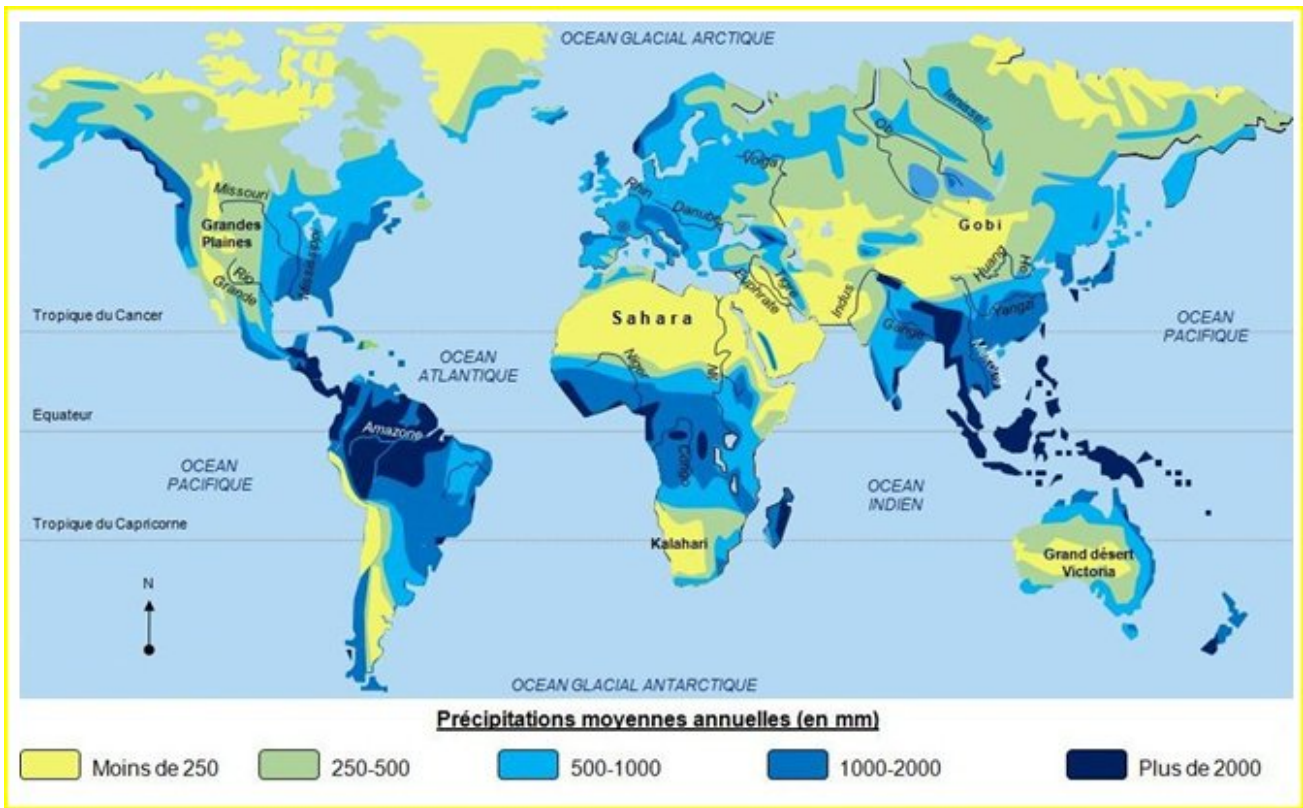 OCEAN GLACIAL ARCTIQUE
Ienisseï
Ob
Volga
Rhin
Danube
Missouri
Grandes
Plaines
Mississippi
Rio
Grande
Gobi
Huang
He
Tigre
Euphrate
Indus
Sahara
Yangzi
Gange
Mékong
Tropique du Cancer
OCEAN
PACIFIQUE
OCEAN
ATLANTIQUE
Niger
Nil
Equateur
Amazone
Congo
OCEAN
PACIFIQUE
OCEAN
INDIEN
Tropique du Capricorne
Kalahari
Grand désert
Victoria
N
OCEAN GLACIAL ANTARCTIQUE
Précipitations moyennes annuelles (en mm)
Moins de 250
250-500
500-1000
1000-2000
Plus de 2000